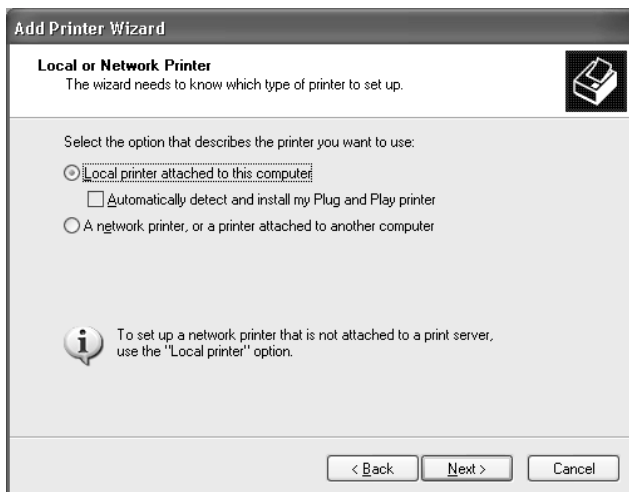 Add Printer Wizard
Local or Network Printer
The wizard needs to know which type of printer to set up.
Select the option that describes the printer you want to use:
Local printer attached to this computer
Automatically detect and install my Plug and Play printer
A network printer, or a printer attached to another computer
To set up a network printer that is not attached to a print server,
use the "Local printer" option.
< Back
Next >
Cancel